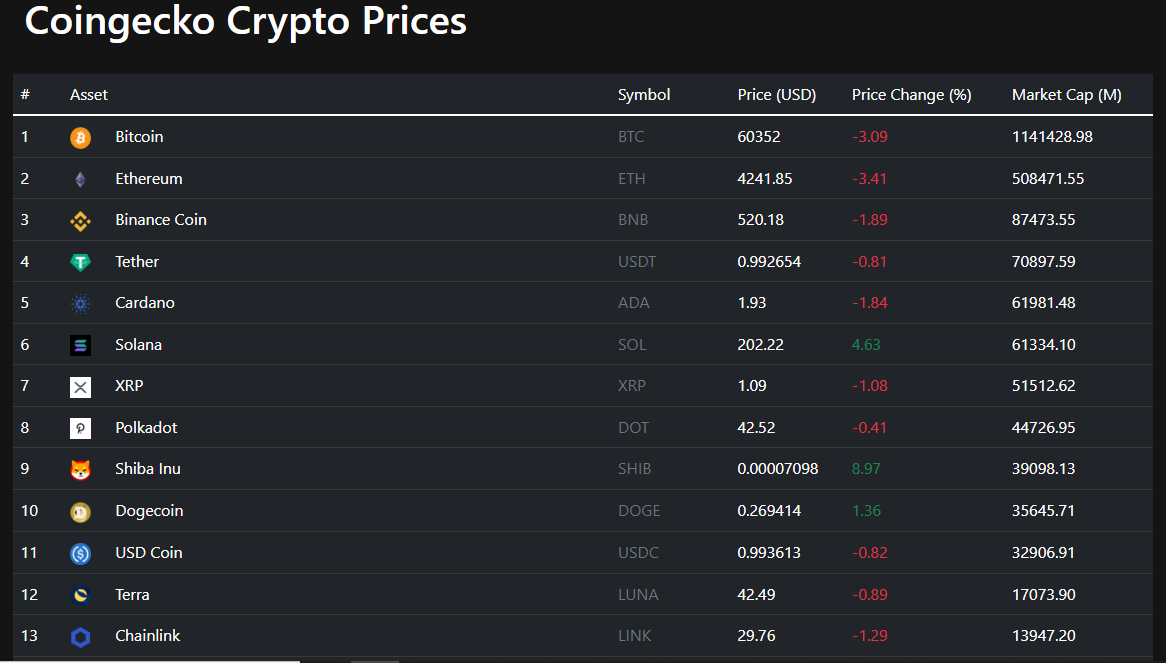 Coingecko Crypto Prices
# Asset Symbol Price (USD) Price Change (%) Market Cap (M)
1 Bitcoin BTC 60352 -3.09 1141428.98
2 Ethereum ETH 4241.85 -3.41 508471.55
3 Binance Coin BNB 520.18 -1.89 87473.55
4 Tether USDT 0.992654 -0.81 70897.59
5 Cardano ADA 1.93 -1.84 61981.48
6 Solana SOL 202.22 4.63 61334.10
7 XRP XRP 1.09 -1.08 51512.62
8 Polkadot DOT 42.52 -0.41 44726.95
9 Shiba Inu SHIB 0.00007098 8.97 39098.13
10 Dogecoin DOGE 0.269414 1.36 35645.71
11 USD Coin USDC 0.993613 -0.82 32906.91
12 Terra LUNA 42.49 -0.89 17073.90
13 Chainlink LINK 29.76 -1.29 13947.20